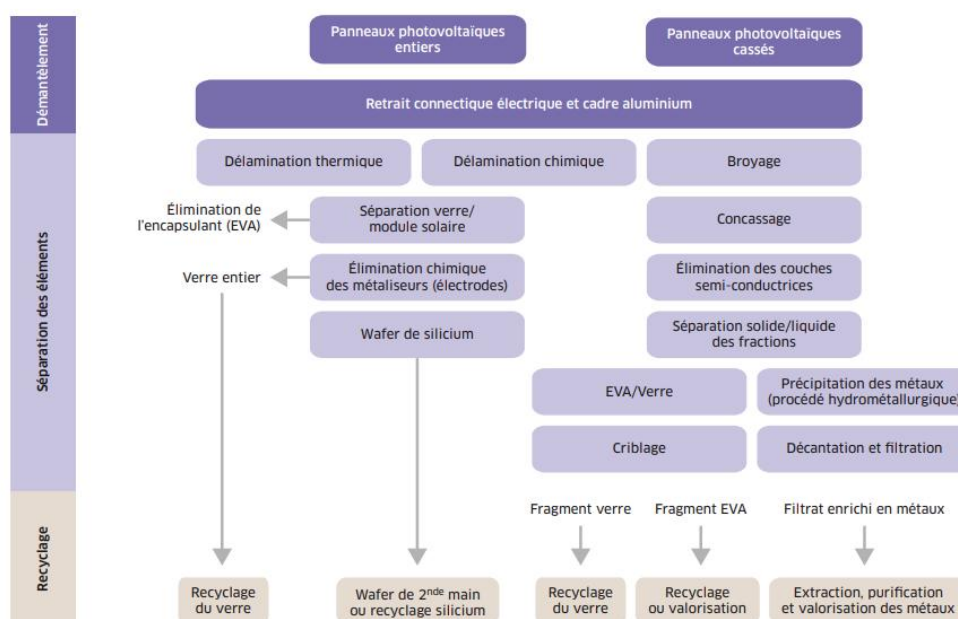 Démantèlement
Panneaux photovoltaïques
entiers
Panneaux photovoltaïques
cassés
Retrait connectique électrique et cadre aluminium
Séparation des éléments
Délamination thermique
Délamination chimique
Broyage
Élimination de
l'encapsulant (EVA)
Séparation verre/
module solaire
Concassage
Verre entier
Élimination chimique
des métaliseurs (électrodes)
Élimination des couches
semi-conductrices
Wafer de silicium
Séparation solide/liquide
des fractions
EVA/Verre
Précipitation des métaux
(procédé hydrométallurgique)
Criblage
Décantation et filtration
Recyclage
Fragment verre
Fragment EVA
Filtrat enrichi en métaux
Recyclage
du verre
Wafer de 2nde main
ou recyclage silicium
Recyclage
du verre
Recyclage
ou valorisation
Extraction, purification
et valorisation des métaux